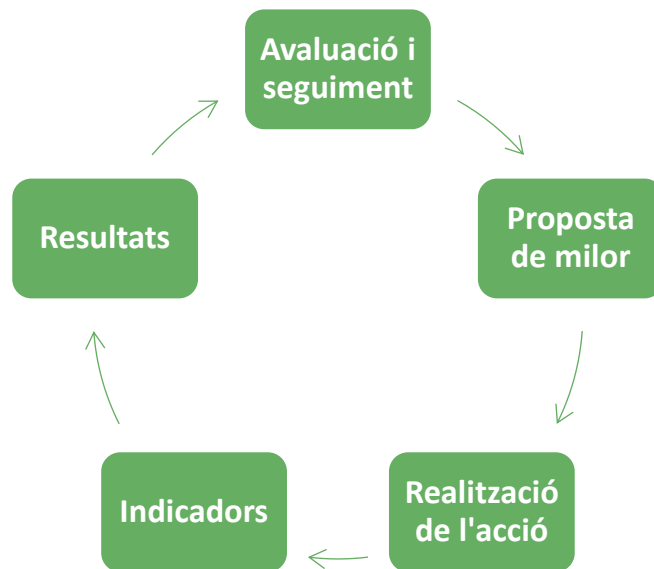 Avaluació i
seguiment
Proposta
de milor
Realització
de l'acció
Indicadors
Resultats